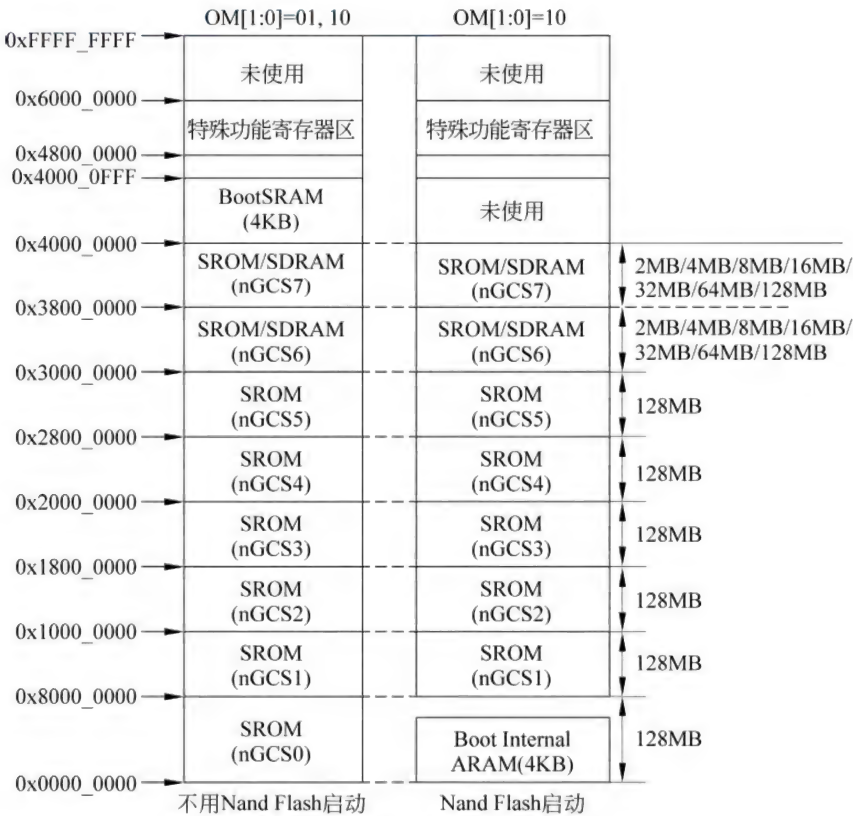 OM[1:0]=01, 10
OM[1:0]=10
0xFFFF_FFFF
未使用
未使用
0x6000_0000
特殊功能寄存器区
特殊功能寄存器区
0x4800_0000
0x4000_0FFF
BootSRAM
(4KB)
未使用
0x4000_0000
SROM/SDRAM
(nGCS7)
SROM/SDRAM
(nGCS7)
2MB/4MB/8MB/16MB/
32MB/64MB/128MB
0x3800_0000
SROM/SDRAM
(nGCS6)
SROM/SDRAM
(nGCS6)
2MB/4MB/8MB/16MB/
32MB/64MB/128MB
0x3000_0000
SROM
(nGCS5)
SROM
(nGCS5)
128MB
0x2800_0000
SROM
(nGCS4)
SROM
(nGCS4)
128MB
0x2000_0000
SROM
(nGCS3)
SROM
(nGCS3)
128MB
0x1800_0000
SROM
(nGCS2)
SROM
(nGCS2)
128MB
0x1000_0000
SROM
(nGCS1)
SROM
(nGCS1)
128MB
0x8000_0000
SROM
(nGCS0)
Boot Internal
ARAM(4KB)
128MB
0x0000_0000
不用Nand Flash启动
Nand Flash启动